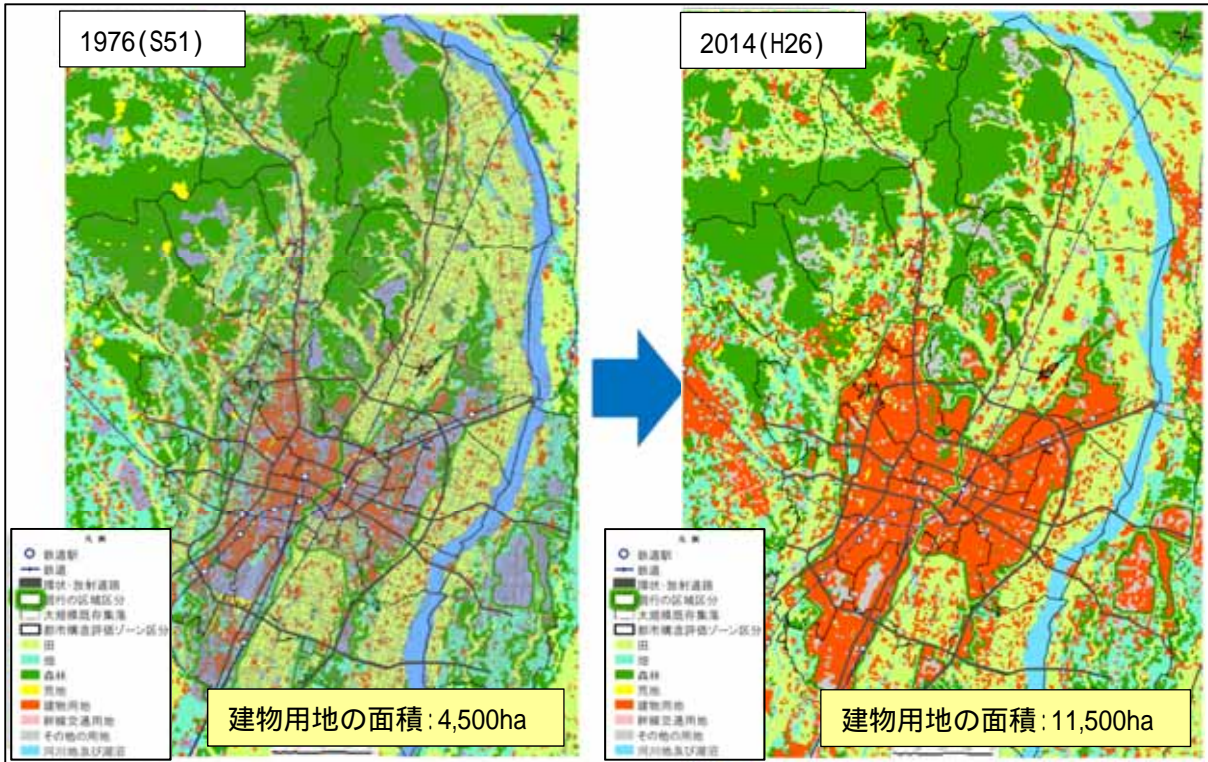 1976(S51)
2014(H26)
凡例
鉄道駅
鉄道
環状・放射道路
現行の区域区分
大規模既存集落
都市構造評価ゾーン区分
田
畑
森林
荒地
建物用地
幹線交通用地
その他の用地
河川地及び湖沼
建物用地の面積:4,500ha
凡例
鉄道駅
鉄道
環状・放射道路
現行の区域区分
大規模既存集落
都市構造評価ゾーン区分
田
畑
森林
荒地
建物用地
幹線交通用地
その他の用地
河川地及び湖沼
建物用地の面積:11,500ha